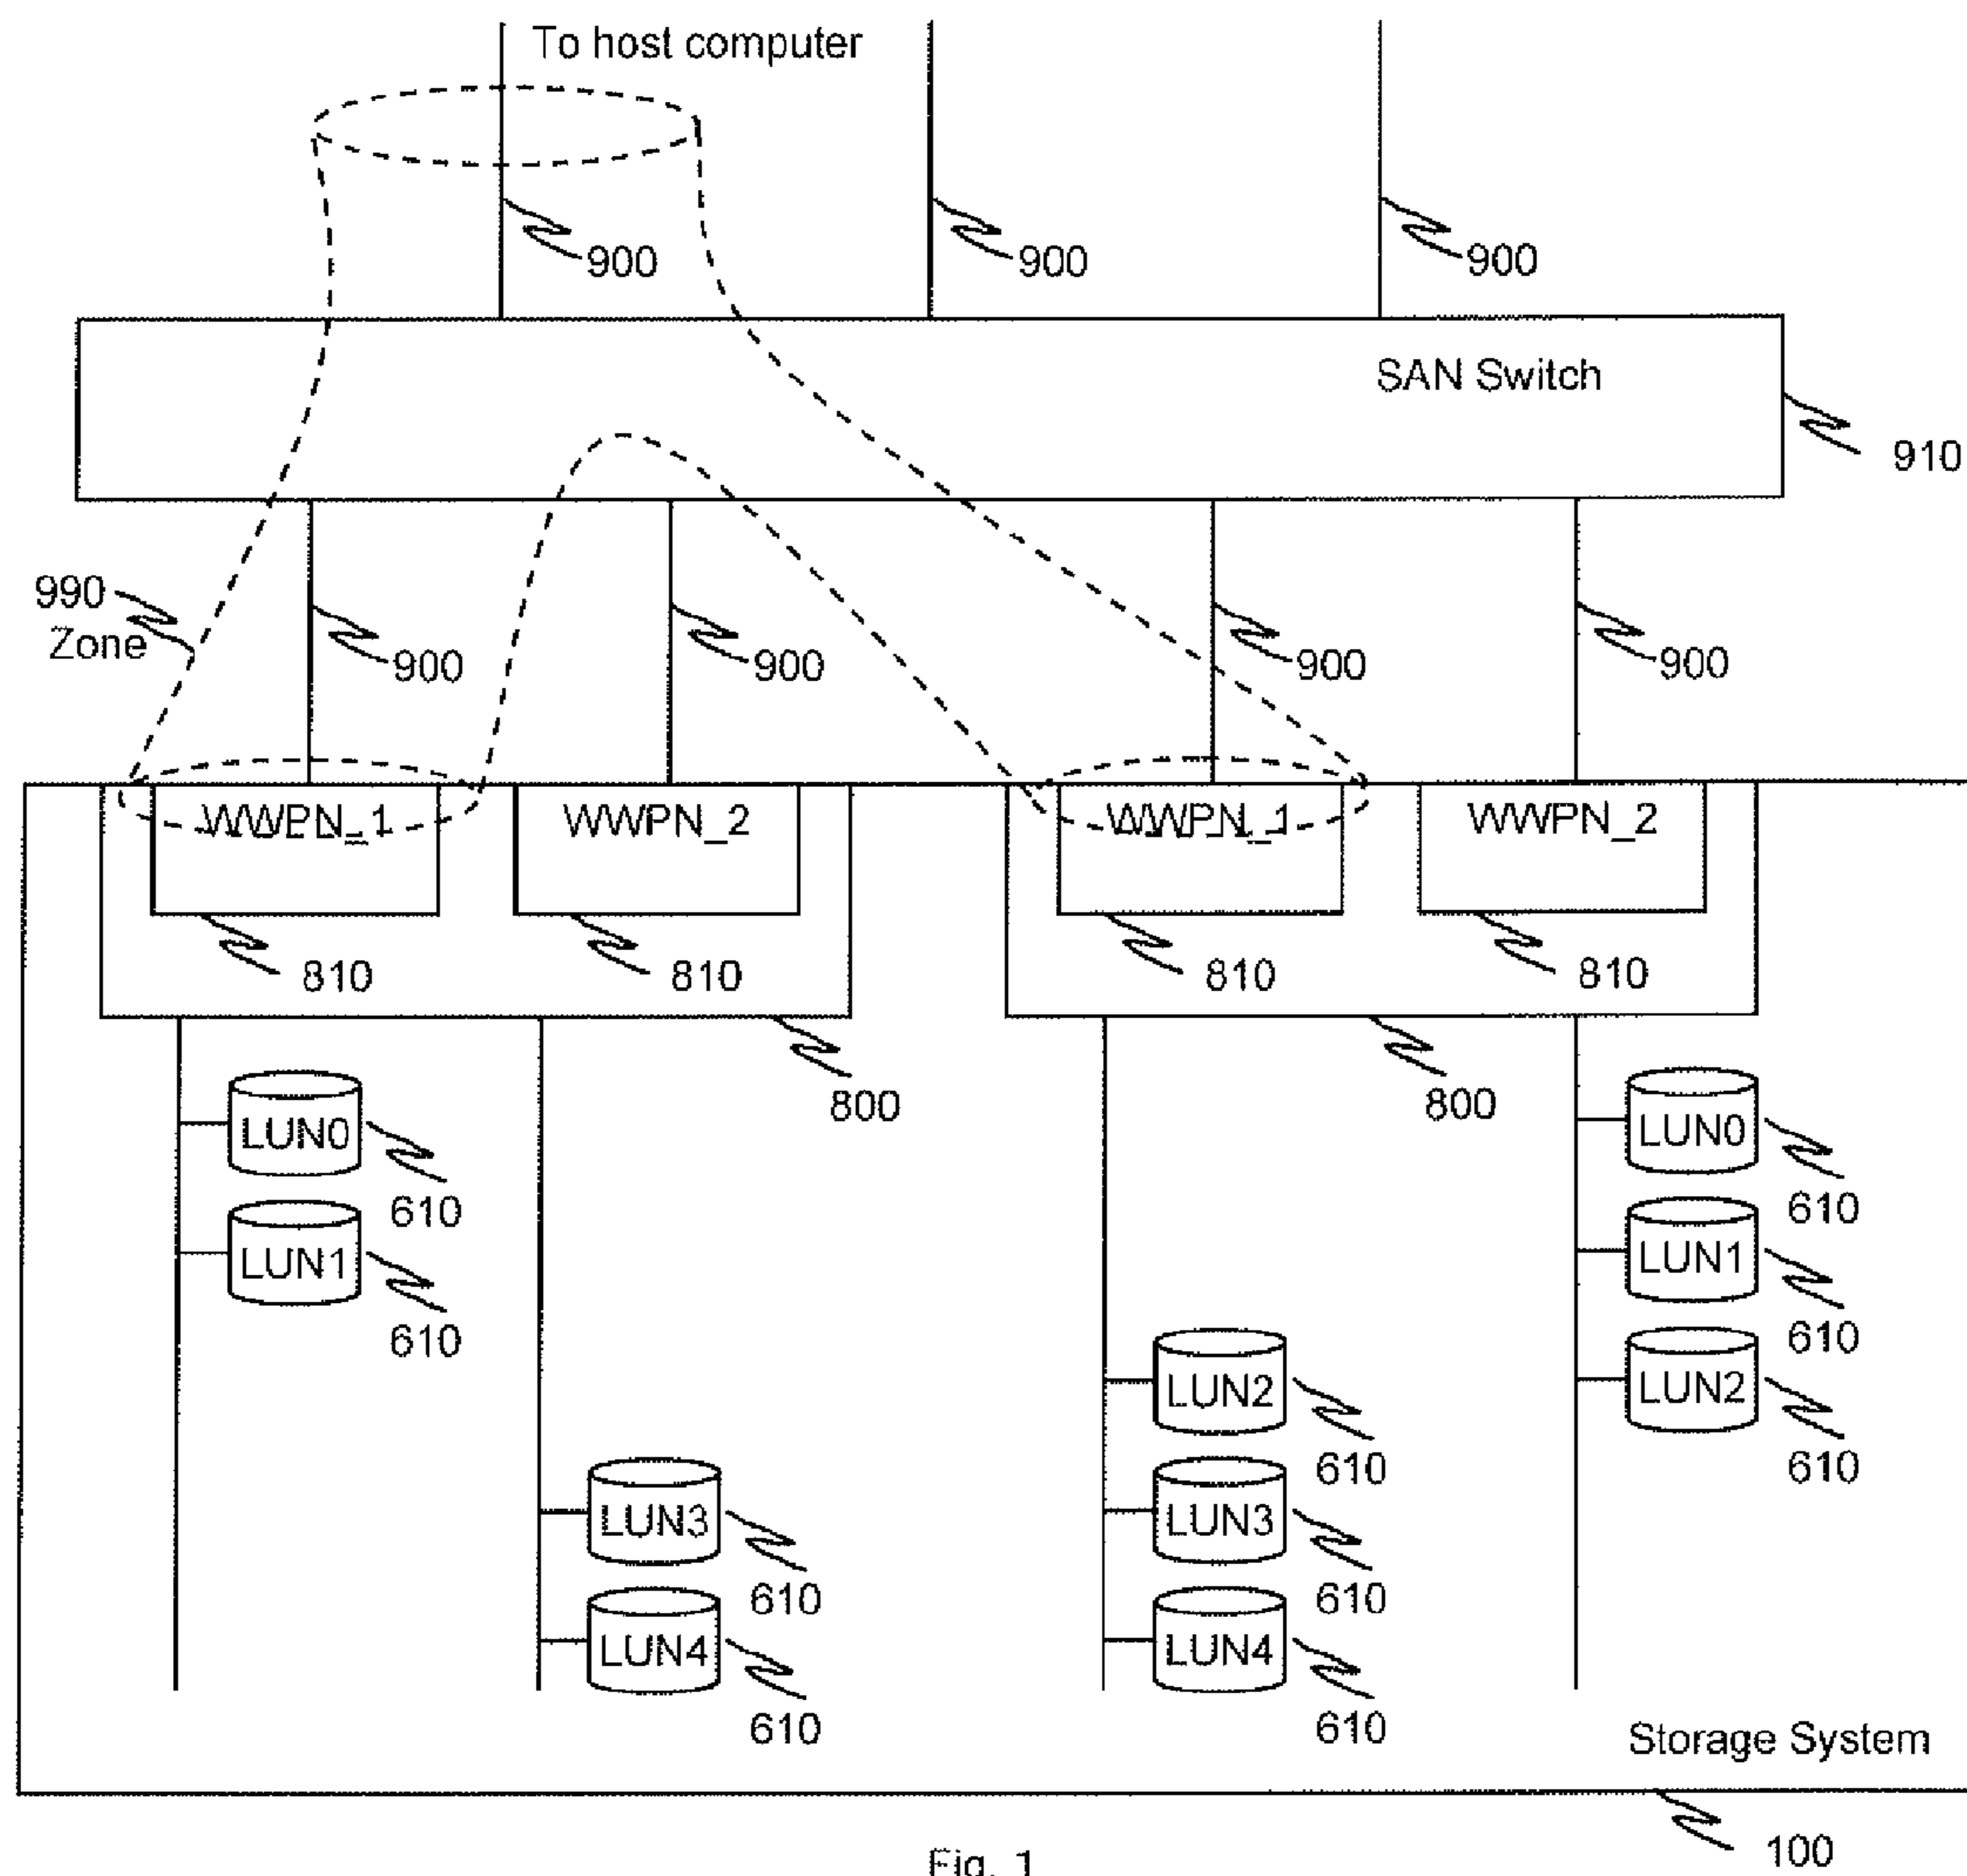 To host computer
900 900 900
SAN Switch
910
990
Zone
900 900 900 900
WWPN_1 WWPN_2 WWPN_1 WWPN_2
810 810 810 810
800 800
LUN0 LUN0
610 610
LUN1 LUN1
610 610
LUN2 LUN2
610 610
LUN3 LUN3
610 610
LUN4 LUN4
610 610
Storage System
100
Fig. 1